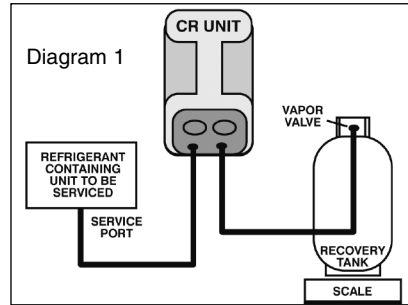 CR UNIT
Diagram 1
VAPOR
VALVE
REFRIGERANT
CONTAINING
UNIT TO BE
SERVICED
SERVICE
PORT
RECOVERY
TANK
SCALE